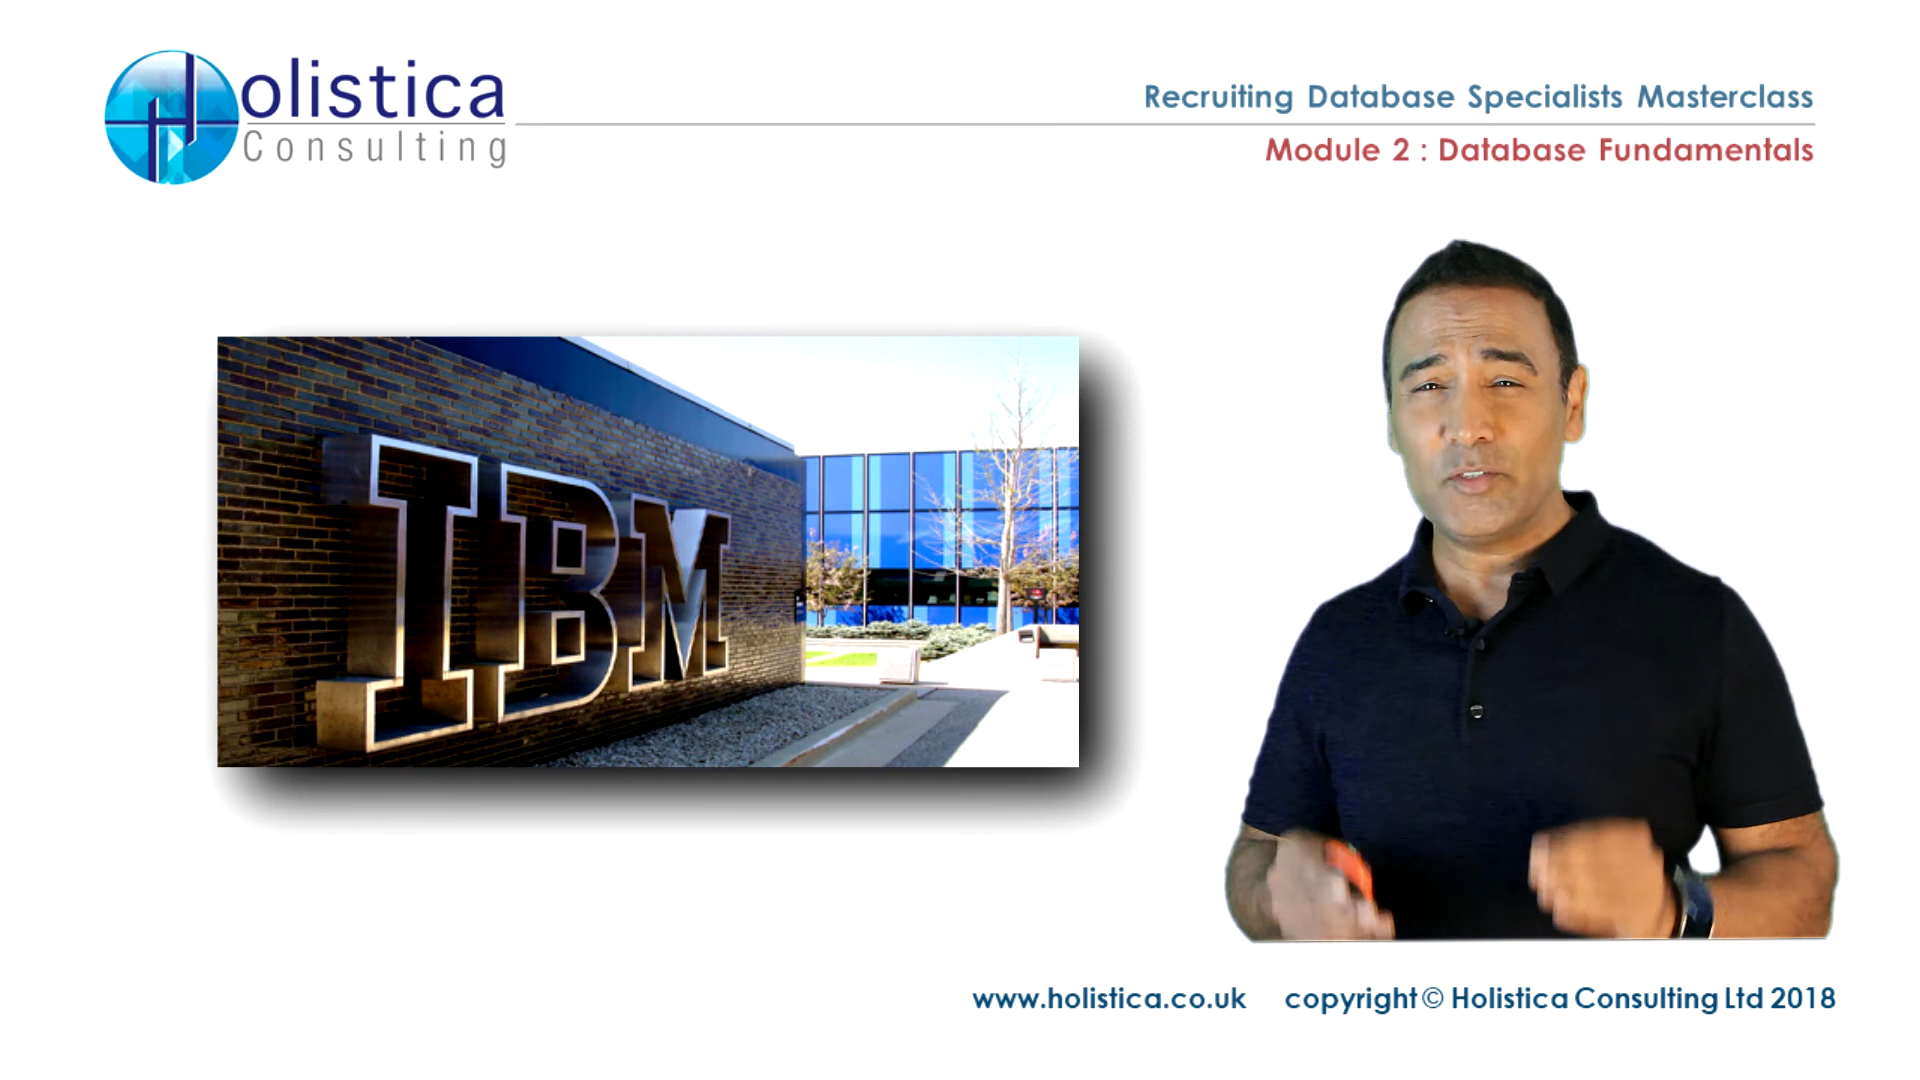 Holistica
Consulting
Recruiting Database Specialists Masterclass
Module 2 : Database Fundamentals
IBM
www.holistica.co.uk copyright © Holistica Consulting Ltd 2018